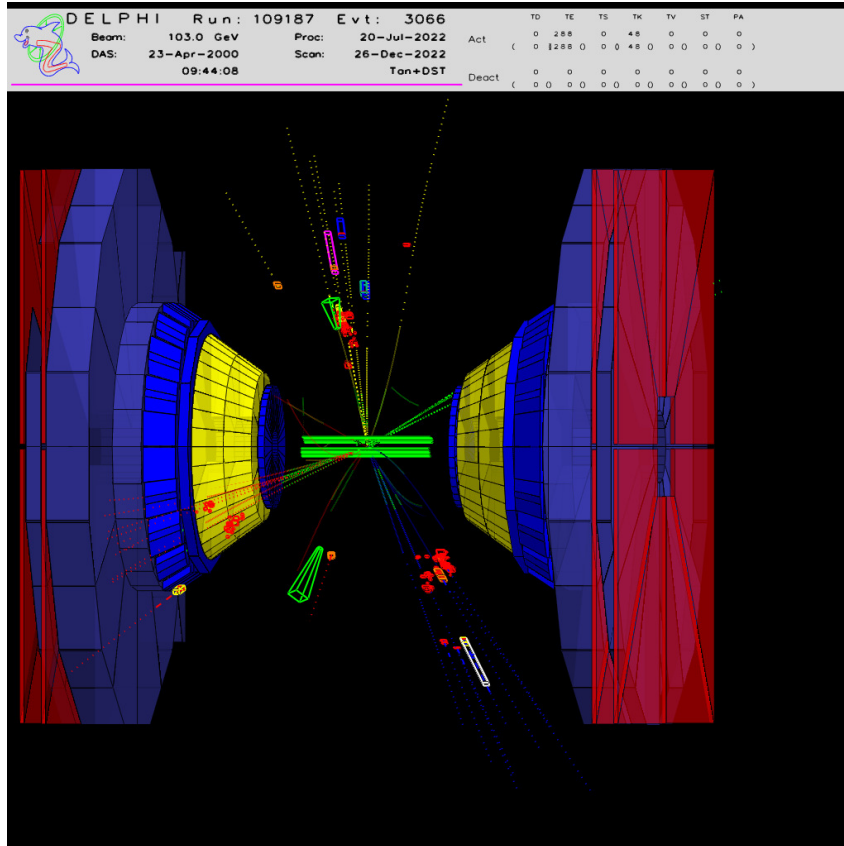 DELPHI Run: 109187 Evt: 3066
Beam: 103.0 GeV Proc: 20-Jul-2022
DAS: 23-Apr-2000 Scan: 26-Dec-2022
09:44:08 Tan+DST
TD TE TS TK TV ST PA
Act 0 288 0 48 0 0 0
( 0 (288 0 0 0 48 0 0 0 0 0 0 )
Deact 0 0 0 0 0 0 0
( 0 0 0 0 0 0 0 0 0 0 0 0 )